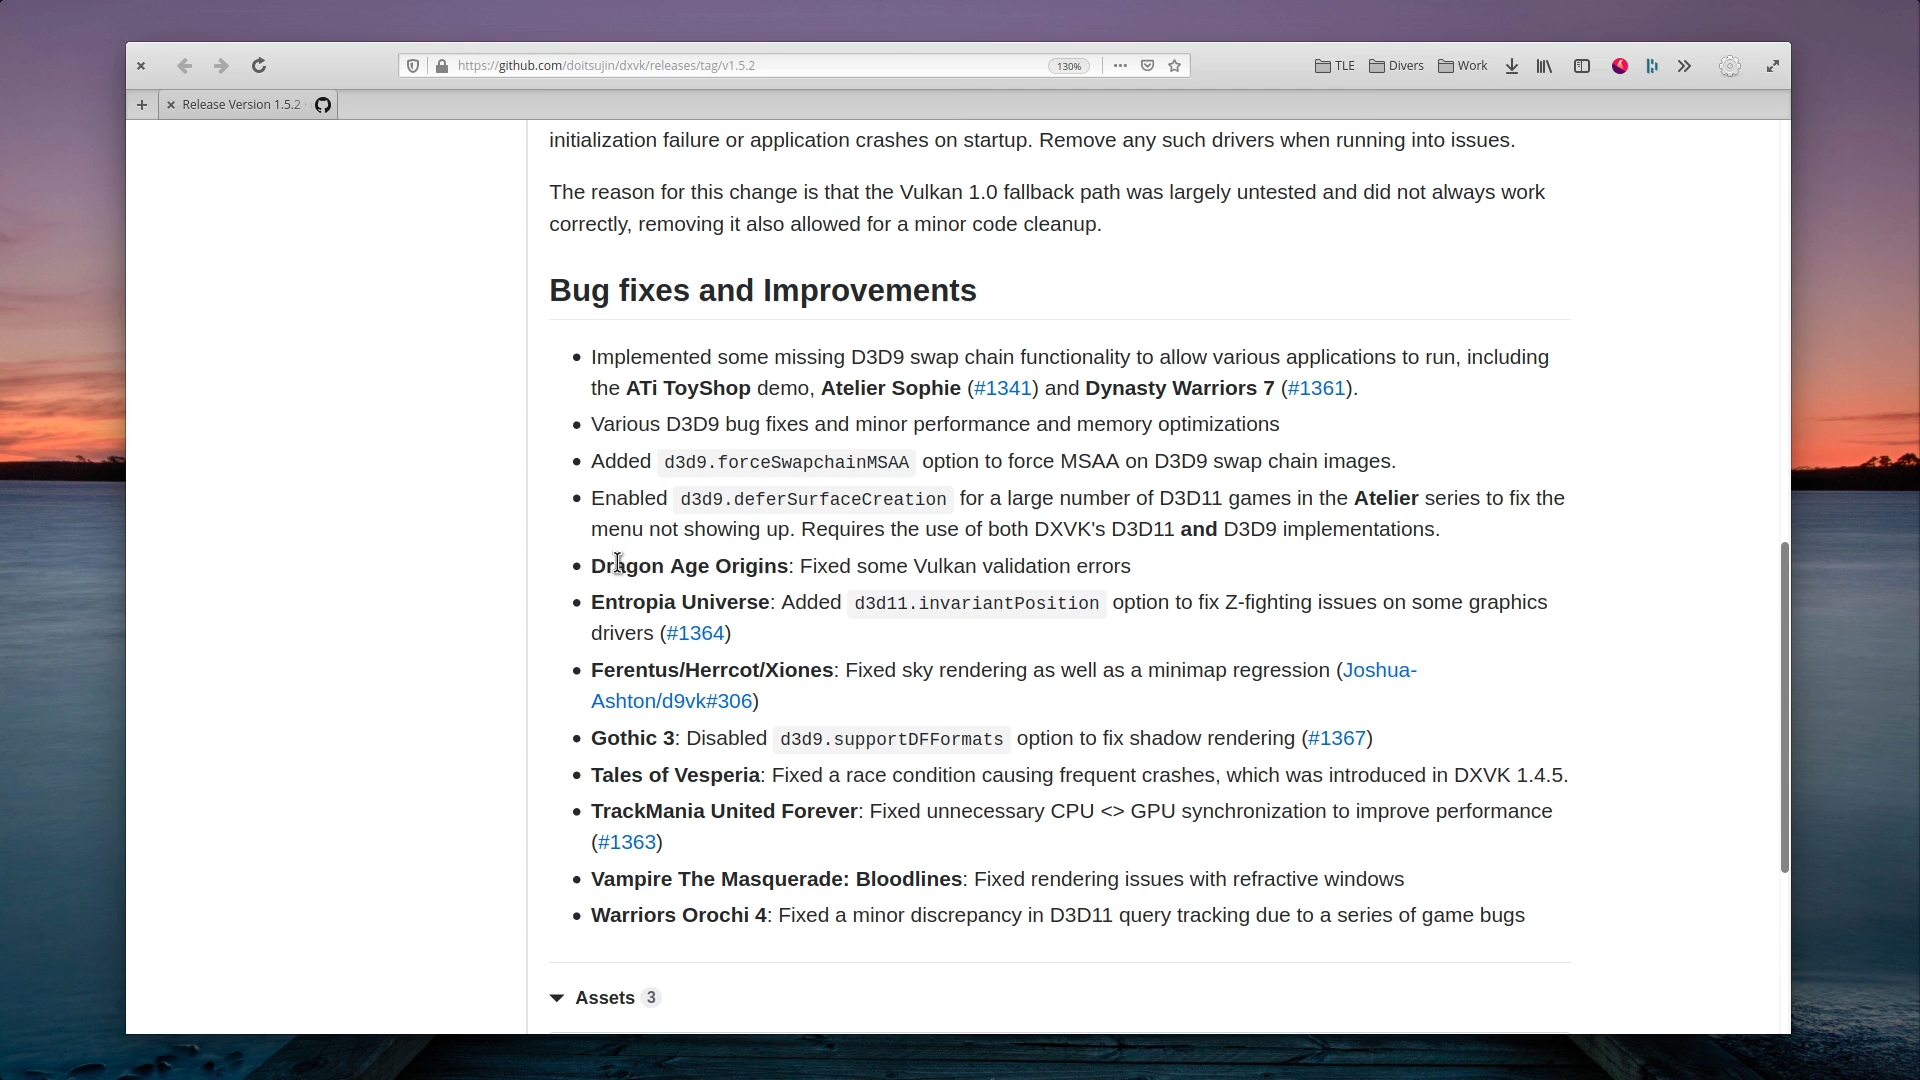 https://github.com/doitsujin/dxvk/releases/tag/v1.5.2
130%
TLE
Divers
Work
Release Version 1.5.2
initialization failure or application crashes on startup. Remove any such drivers when running into issues.
The reason for this change is that the Vulkan 1.0 fallback path was largely untested and did not always work
correctly, removing it also allowed for a minor code cleanup.
Bug fixes and Improvements
Implemented some missing D3D9 swap chain functionality to allow various applications to run, including
the ATi ToyShop demo, Atelier Sophie (#1341) and Dynasty Warriors 7 (#1361).
Various D3D9 bug fixes and minor performance and memory optimizations
Added d3d9.forceSwapchainMSAA option to force MSAA on D3D9 swap chain images.
Enabled d3d9.deferSurfaceCreation for a large number of D3D11 games in the Atelier series to fix the
menu not showing up. Requires the use of both DXVK's D3D11 and D3D9 implementations.
Dragon Age Origins: Fixed some Vulkan validation errors
Entropia Universe: Added d3d11.invariantPosition option to fix Z-fighting issues on some graphics
drivers (#1364)
Ferentus/Herrcot/Xiones: Fixed sky rendering as well as a minimap regression (Joshua-
Ashton/d9vk#306)
Gothic 3: Disabled d3d9.supportDFFormats option to fix shadow rendering (#1367)
Tales of Vesperia: Fixed a race condition causing frequent crashes, which was introduced in DXVK 1.4.5.
TrackMania United Forever: Fixed unnecessary CPU <> GPU synchronization to improve performance
(#1363)
Vampire The Masquerade: Bloodlines: Fixed rendering issues with refractive windows
Warriors Orochi 4: Fixed a minor discrepancy in D3D11 query tracking due to a series of game bugs
Assets 3